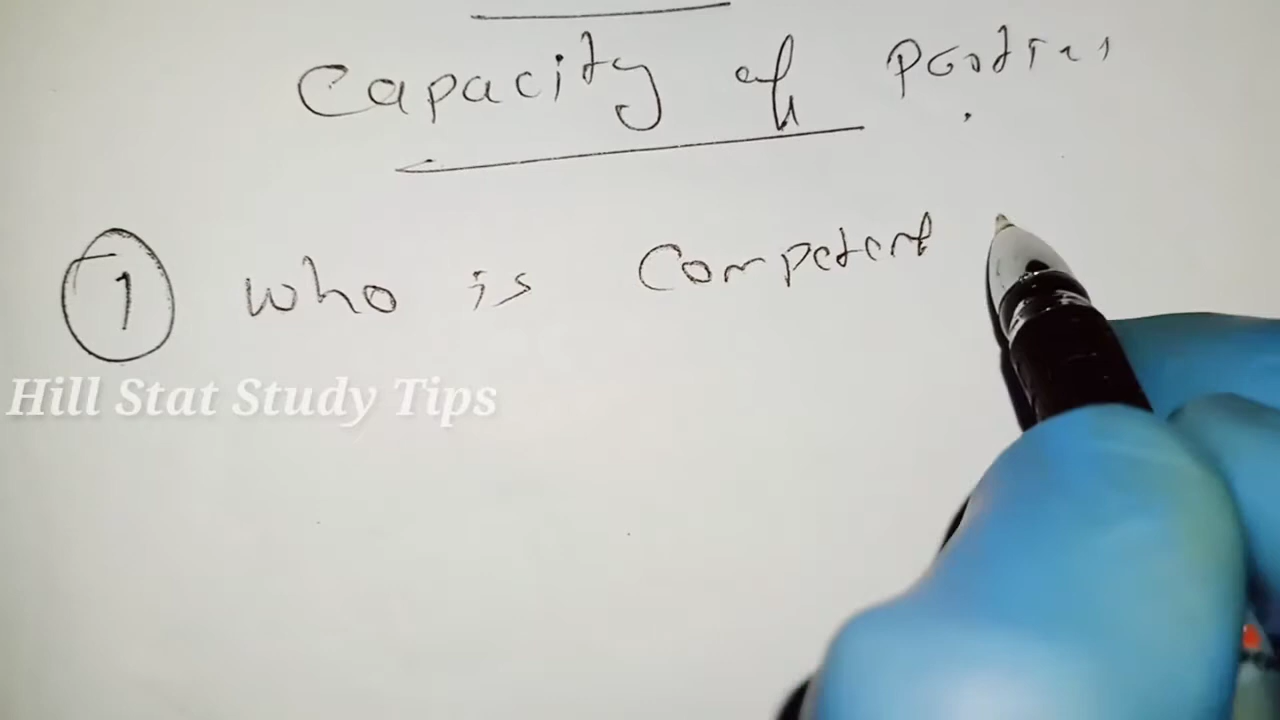 Capacity of Parties
1 who is Competent
Hill Stat Study Tips